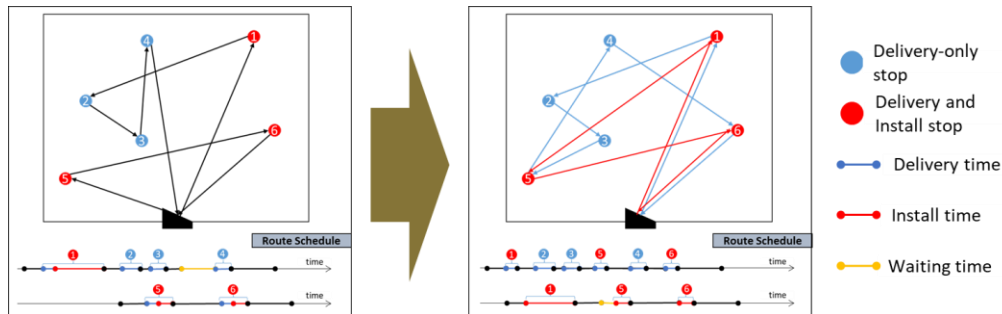 4
1
2
3
6
5
Route Schedule
1
2
3
4
time
5
6
time
4
1
2
3
6
5
Route Schedule
1
2
3
5
4
6
time
1
5
6
time
Delivery-only
stop
Delivery and
Install stop
Delivery time
Install time
Waiting time